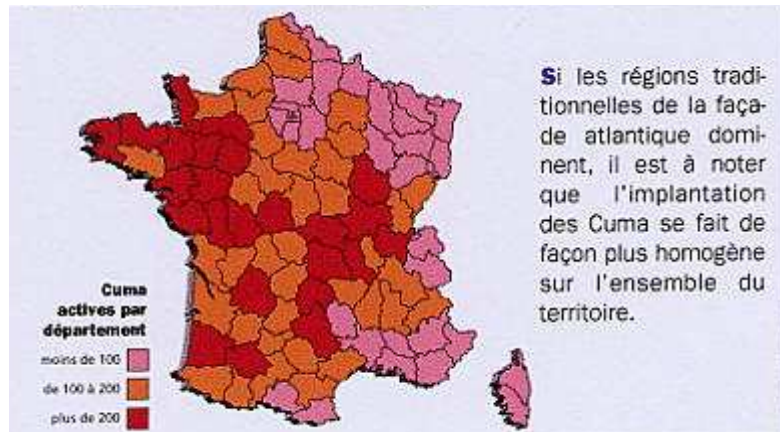 Si les régions tradi-
tionnelles de la faça-
de atlantique domi-
nent, il est à noter
que l'implantation
des Cuma se fait de
façon plus homogène
sur l'ensemble du
territoire.
Cuma
actives par
département
moins de 100
de 100 à 200
plus de 200